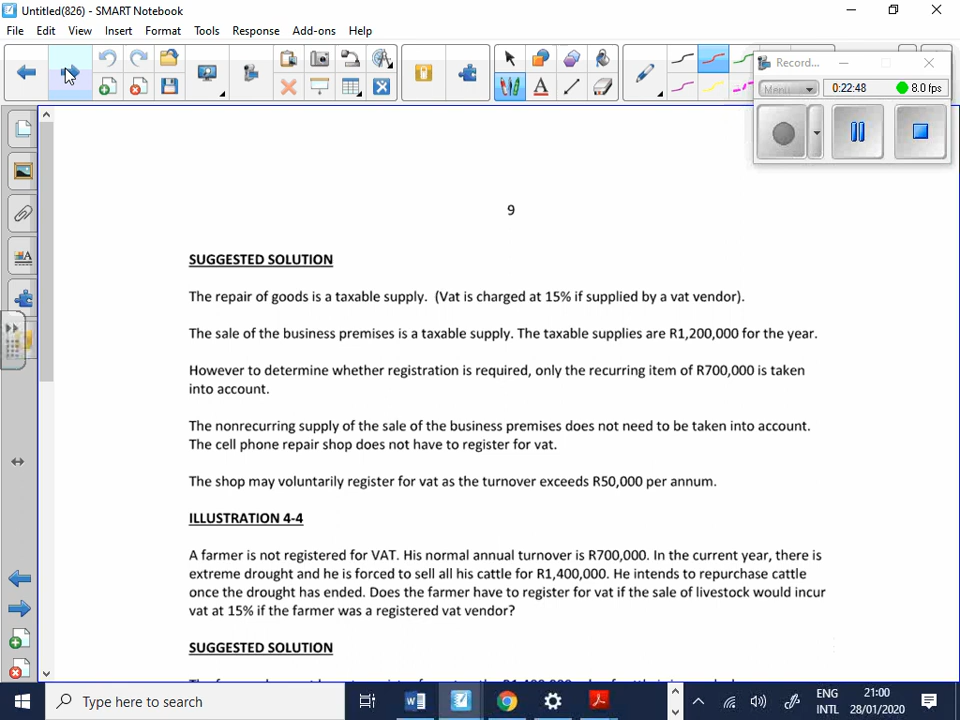 Untitled(826) - SMART Notebook
File Edit View Insert Format Tools Response Add-ons Help
Record...
Menu 0:22:48 8.0 fps
9
SUGGESTED SOLUTION
The repair of goods is a taxable supply. (Vat is charged at 15% if supplied by a vat vendor).
The sale of the business premises is a taxable supply. The taxable supplies are R1,200,000 for the year.
However to determine whether registration is required, only the recurring item of R700,000 is taken
into account.
The nonrecurring supply of the sale of the business premises does not need to be taken into account.
The cell phone repair shop does not have to register for vat.
The shop may voluntarily register for vat as the turnover exceeds R50,000 per annum.
ILLUSTRATION 4-4
A farmer is not registered for VAT. His normal annual turnover is R700,000. In the current year, there is
extreme drought and he is forced to sell all his cattle for R1,400,000. He intends to repurchase cattle
once the drought has ended. Does the farmer have to register for vat if the sale of livestock would incur
vat at 15% if the farmer was a registered vat vendor?
SUGGESTED SOLUTION
Type here to search
ENG
INTL
21:00
28/01/2020